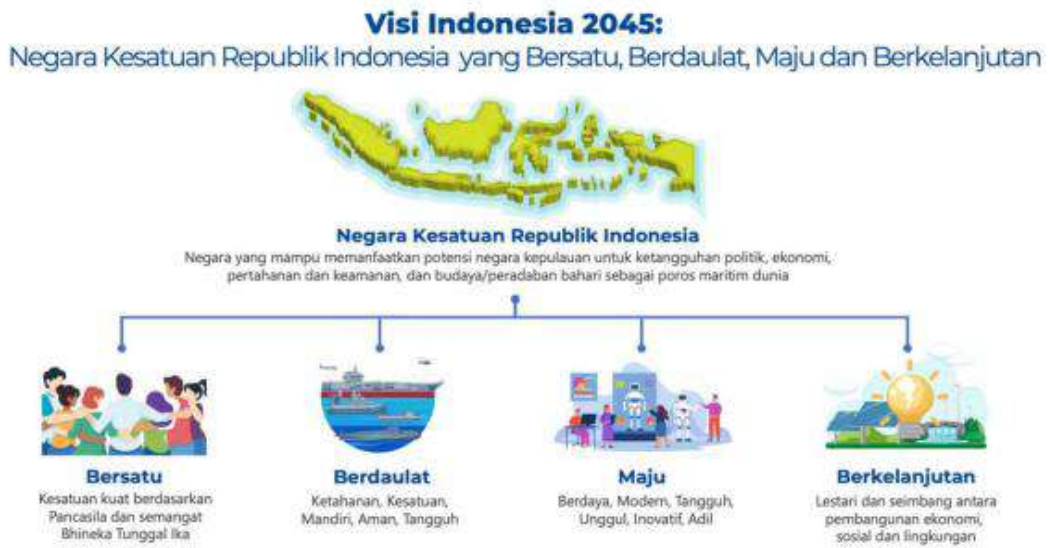 Visi Indonesia 2045:
Negara Kesatuan Republik Indonesia yang Bersatu, Berdaulat, Maju dan Berkelanjutan
Negara Kesatuan Republik Indonesia
Negara yang mampu memanfaatkan potensi negara kepulauan untuk ketangguhan politik, ekonomi,
pertahanan dan keamanan, dan budaya/peradaban bahari sebagai poros maritim dunia
Bersatu
Kesatuan kuat berdasarkan
Pancasila dan semangat
Bhineka Tunggal Ika
Berdaulat
Ketahanan, Kesatuan,
Mandiri, Aman, Tangguh
Maju
Berdaya, Modern, Tangguh,
Unggul, Inovatif, Adil
Berkelanjutan
Lestari dan seimbang antara
pembangunan ekonomi,
sosial dan lingkungan